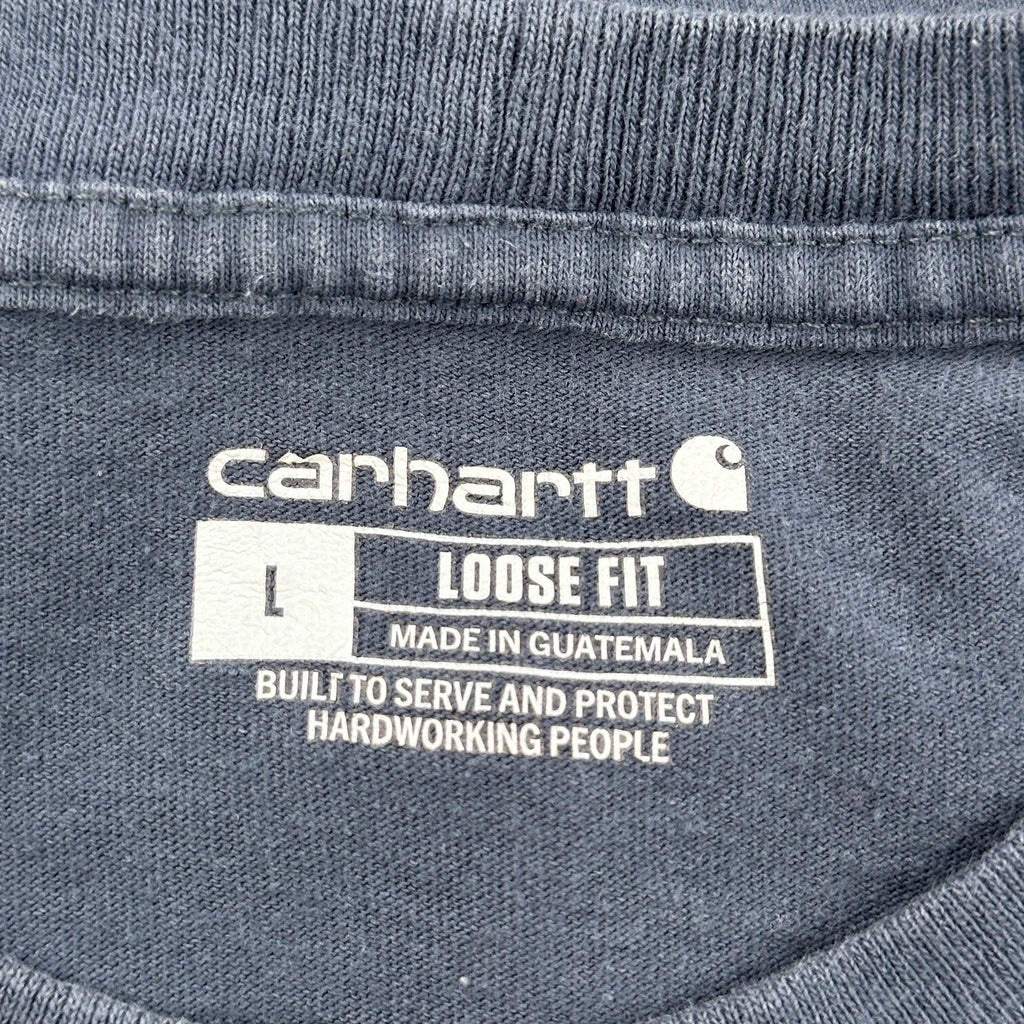 carhartt
L
LOOSE FIT
MADE IN GUATEMALA
BUILT TO SERVE AND PROTECT
HARDWORKING PEOPLE